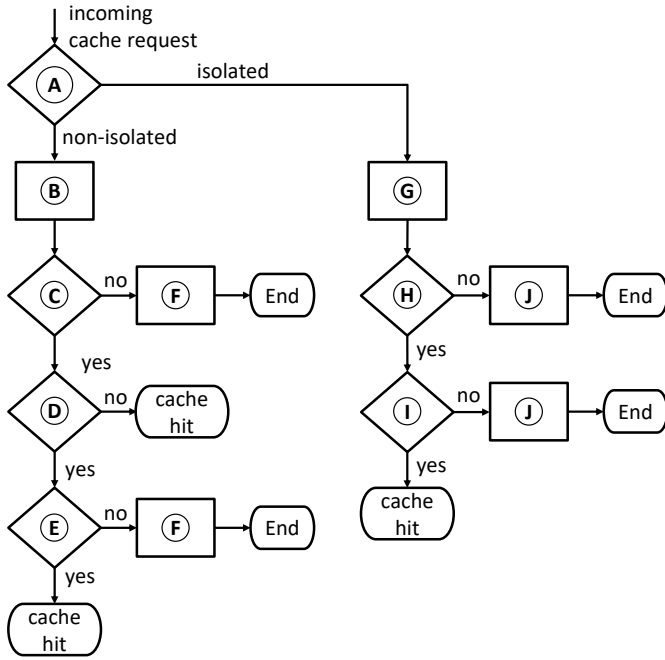 incoming
cache request
A
isolated
non-isolated
B
G
C
no
F
End
H
no
J
End
yes
yes
D
no
cache
hit
I
no
J
End
yes
yes
E
no
F
End
cache
hit
yes
cache
hit